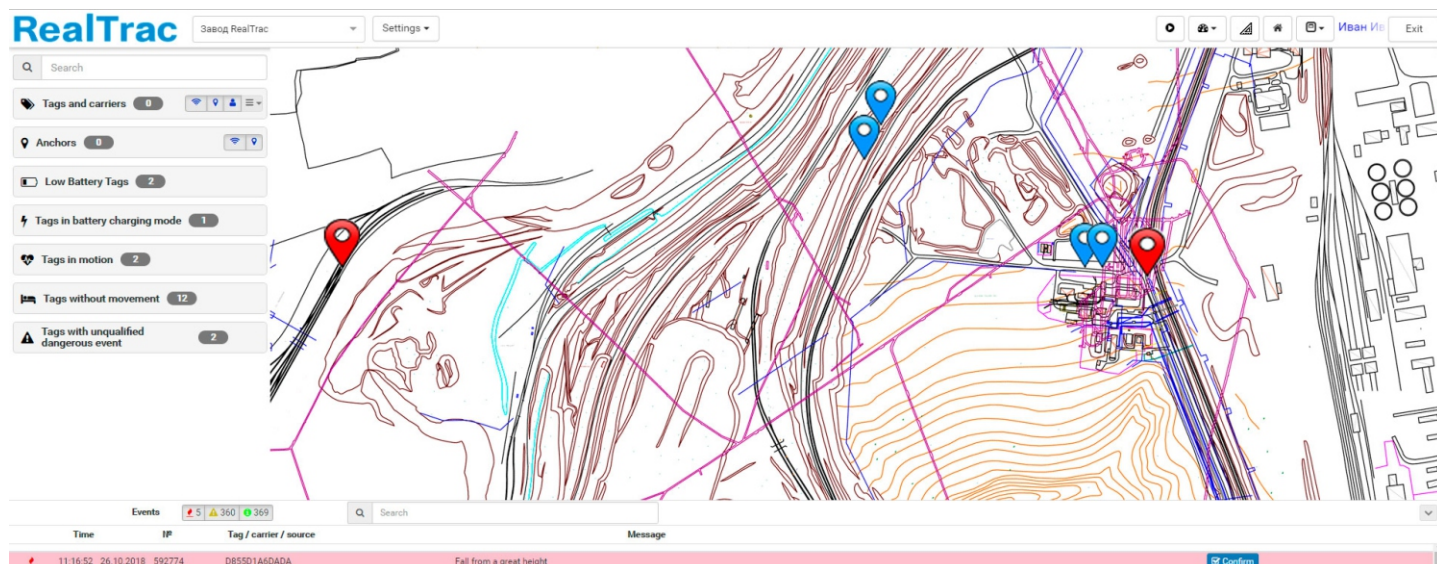 RealTrac
Завод RealTrac
Settings
Иван Ив
Exit
Search
Tags and carriers 0
Anchors 0
Low Battery Tags 2
Tags in battery charging mode 1
Tags in motion 2
Tags without movement 12
Tags with unqualified
dangerous event 2
H
Events 5 360 369 Search
Time № Tag / carrier / source Message
11:16:52 26.10.2018 592774 D855D1A6DADA Fall from a great height Confirm